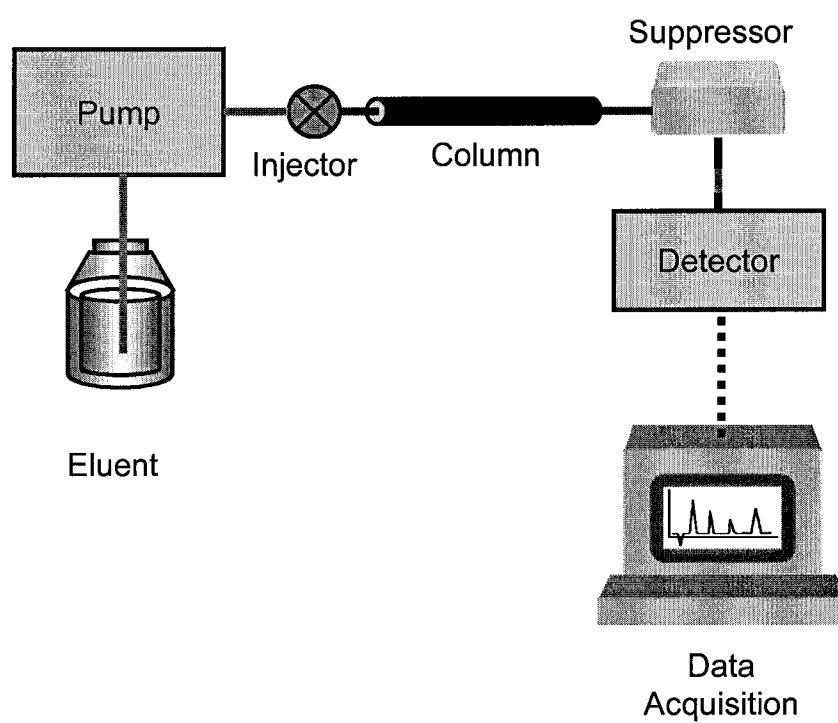 Suppressor
Pump
Injector
Column
Detector
Eluent
Data
Acquisition